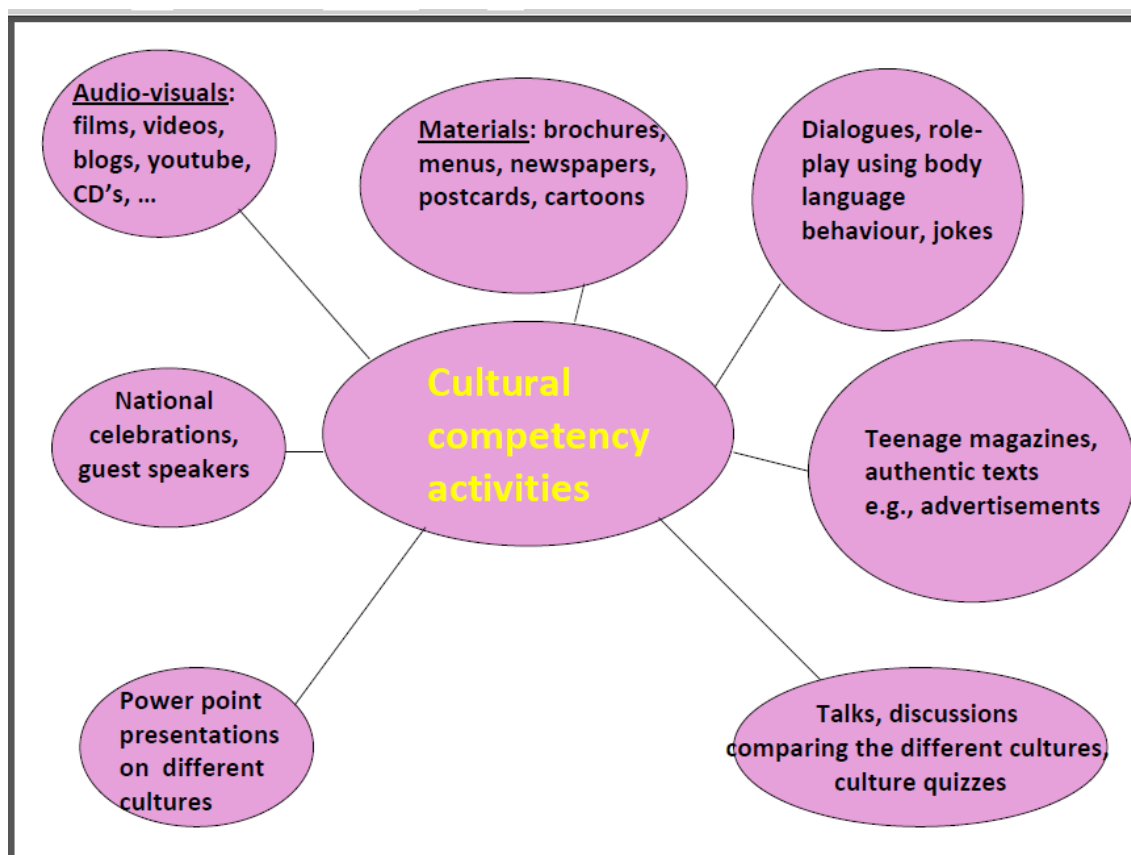 Audio-visuals:
films, videos,
blogs, youtube,
CD's, ...
Materials: brochures,
menus, newspapers,
postcards, cartoons
Dialogues, role-
play using body
language
behaviour, jokes
National
celebrations,
guest speakers
Cultural
competency
activities
Teenage magazines,
authentic texts
e.g., advertisements
Power point
presentations
on different
cultures
Talks, discussions
comparing the different cultures,
culture quizzes